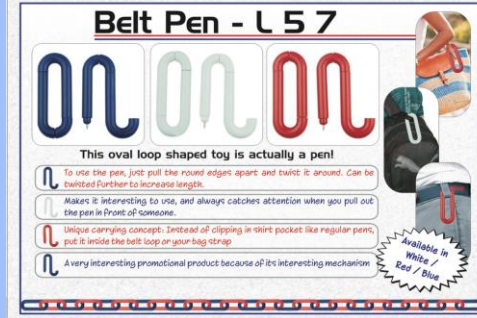 Belt Pen - L 5 7
This oval loop shaped toy is actually a pen!
To use the pen, just pull the round edges apart and twist it around. Can be
twisted further to increase length.
Makes it interesting to use, and always catches attention when you pull out
the pen in front of someone.
Unique carrying concept: Instead of clipping in shirt pocket like regular pens,
put it inside the belt loop or your bag strap
A very interesting promotional product because of its interesting mechanism
Available in
White /
Red / Blue